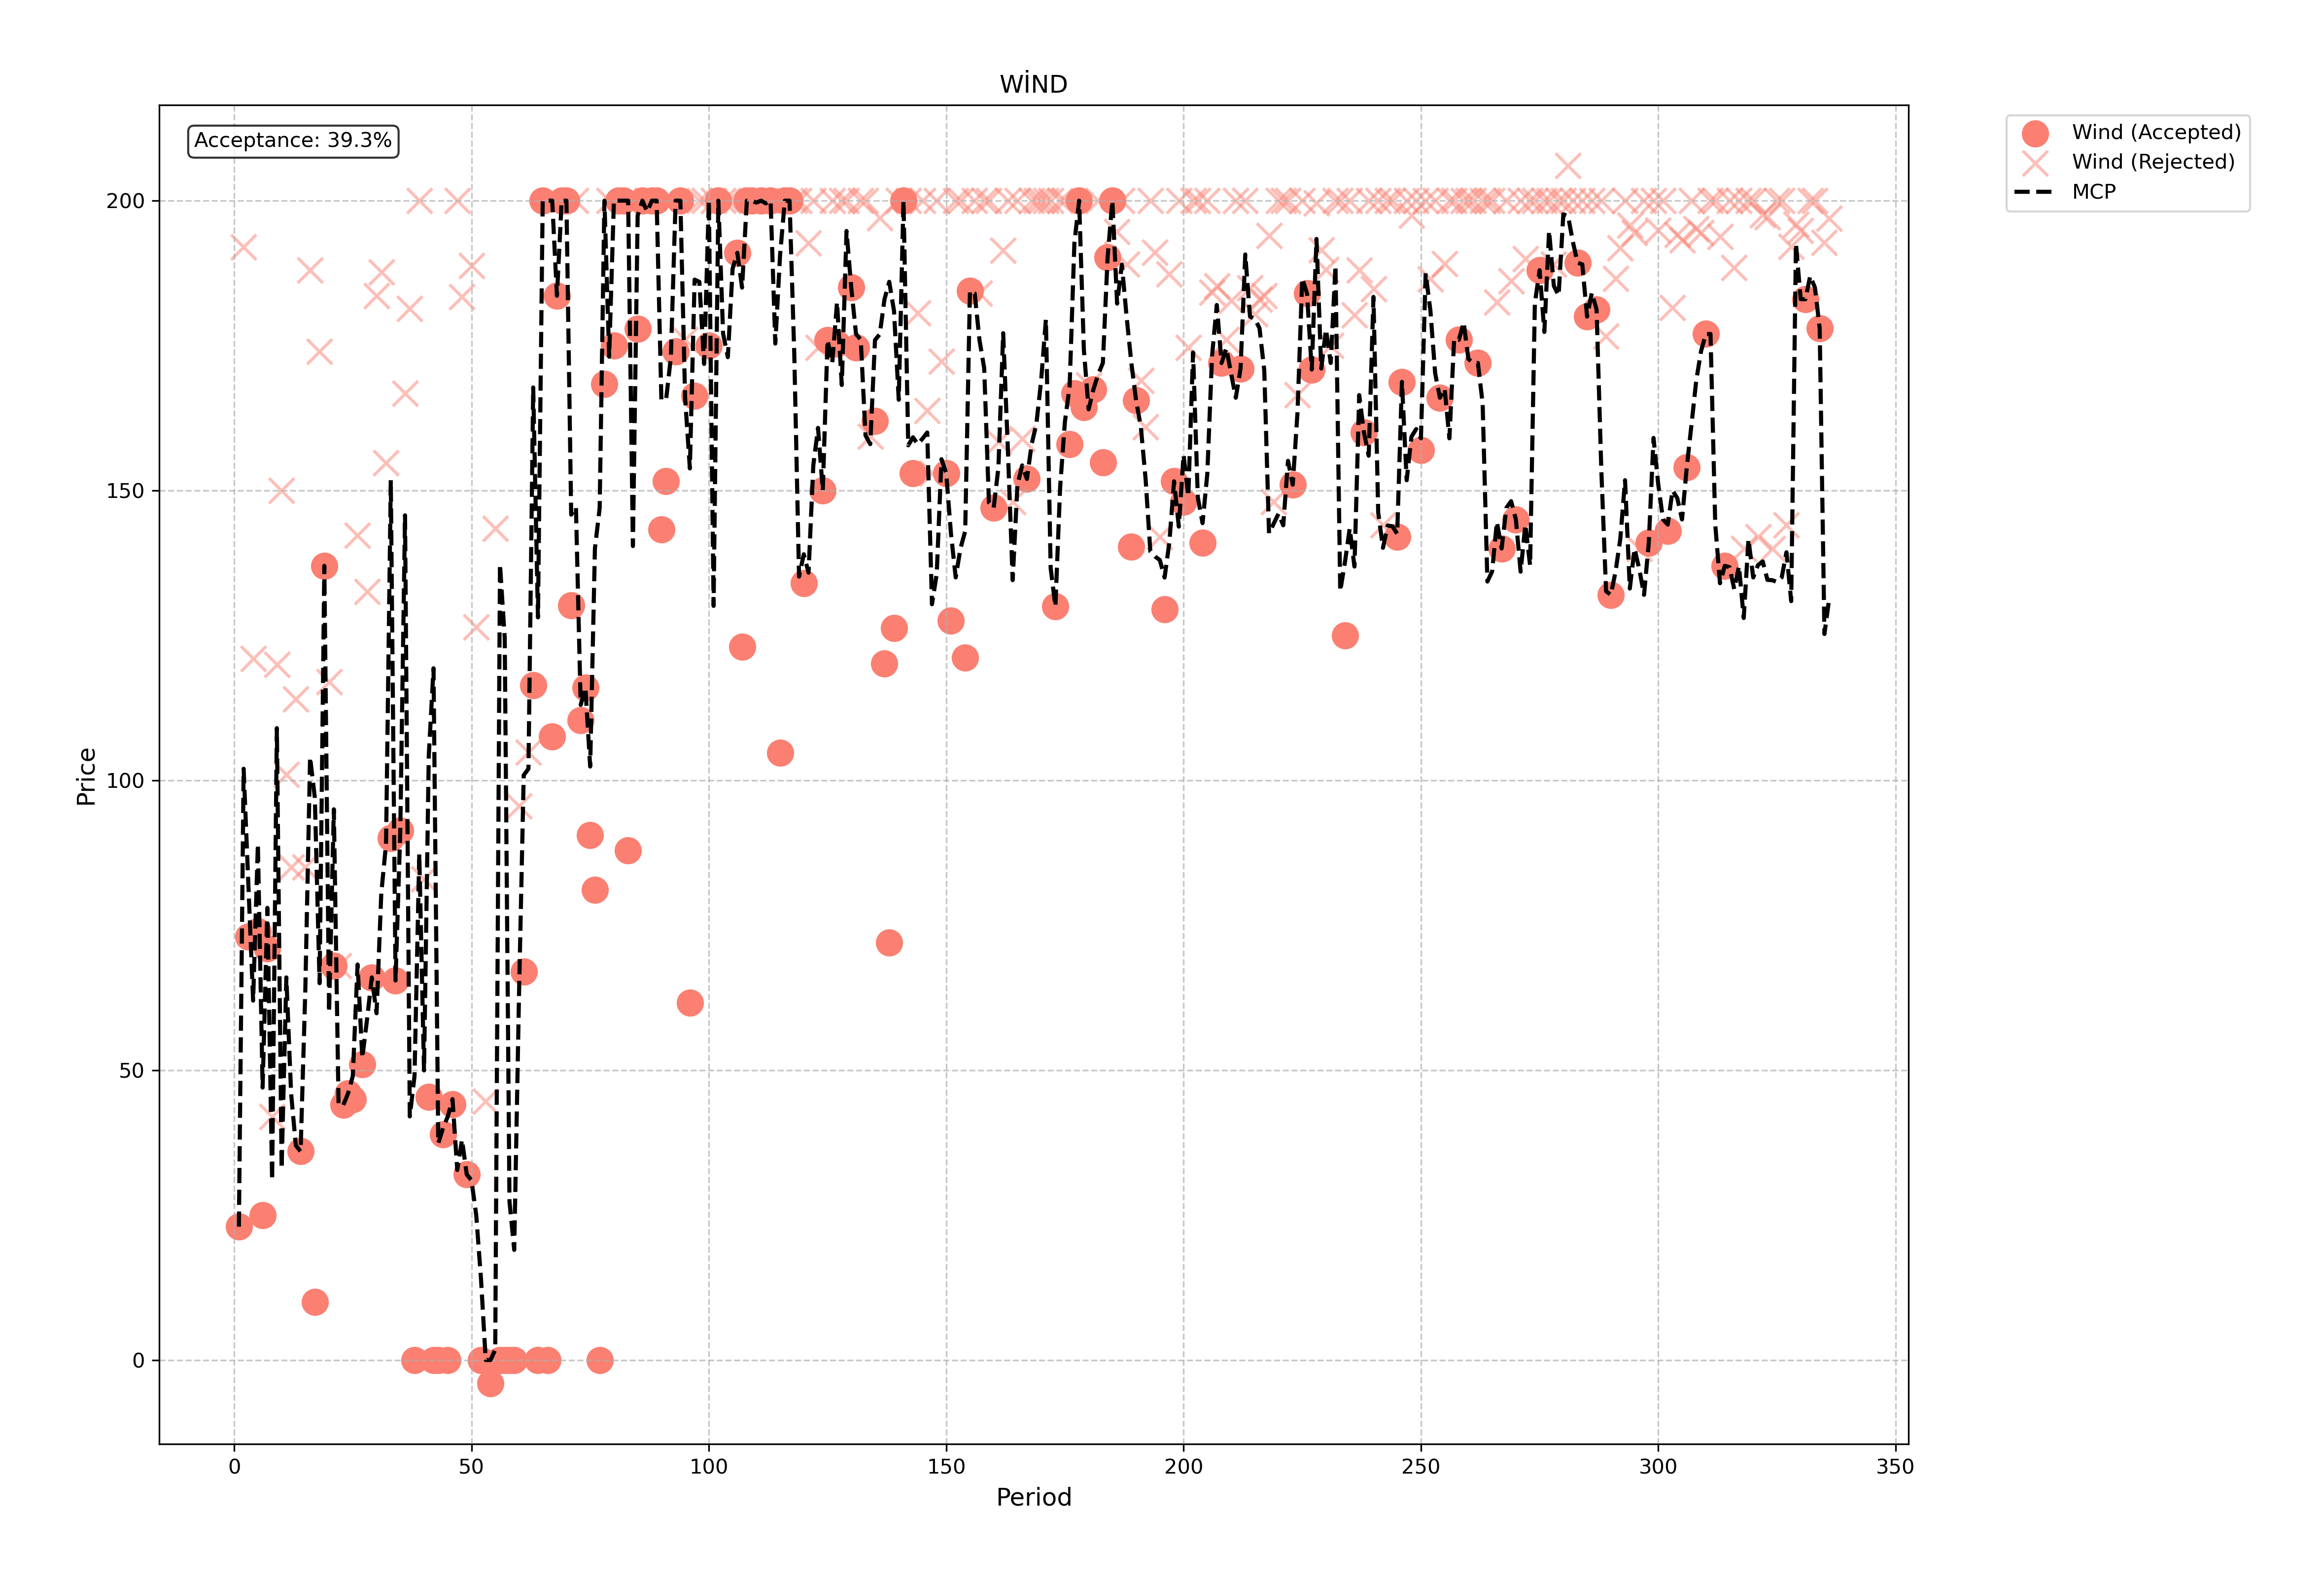 WİND
Acceptance: 39.3%
Wind (Accepted)
Wind (Rejected)
MCP
Price
200
150
100
50
0
0 50 100 150 200 250 300 350
Period